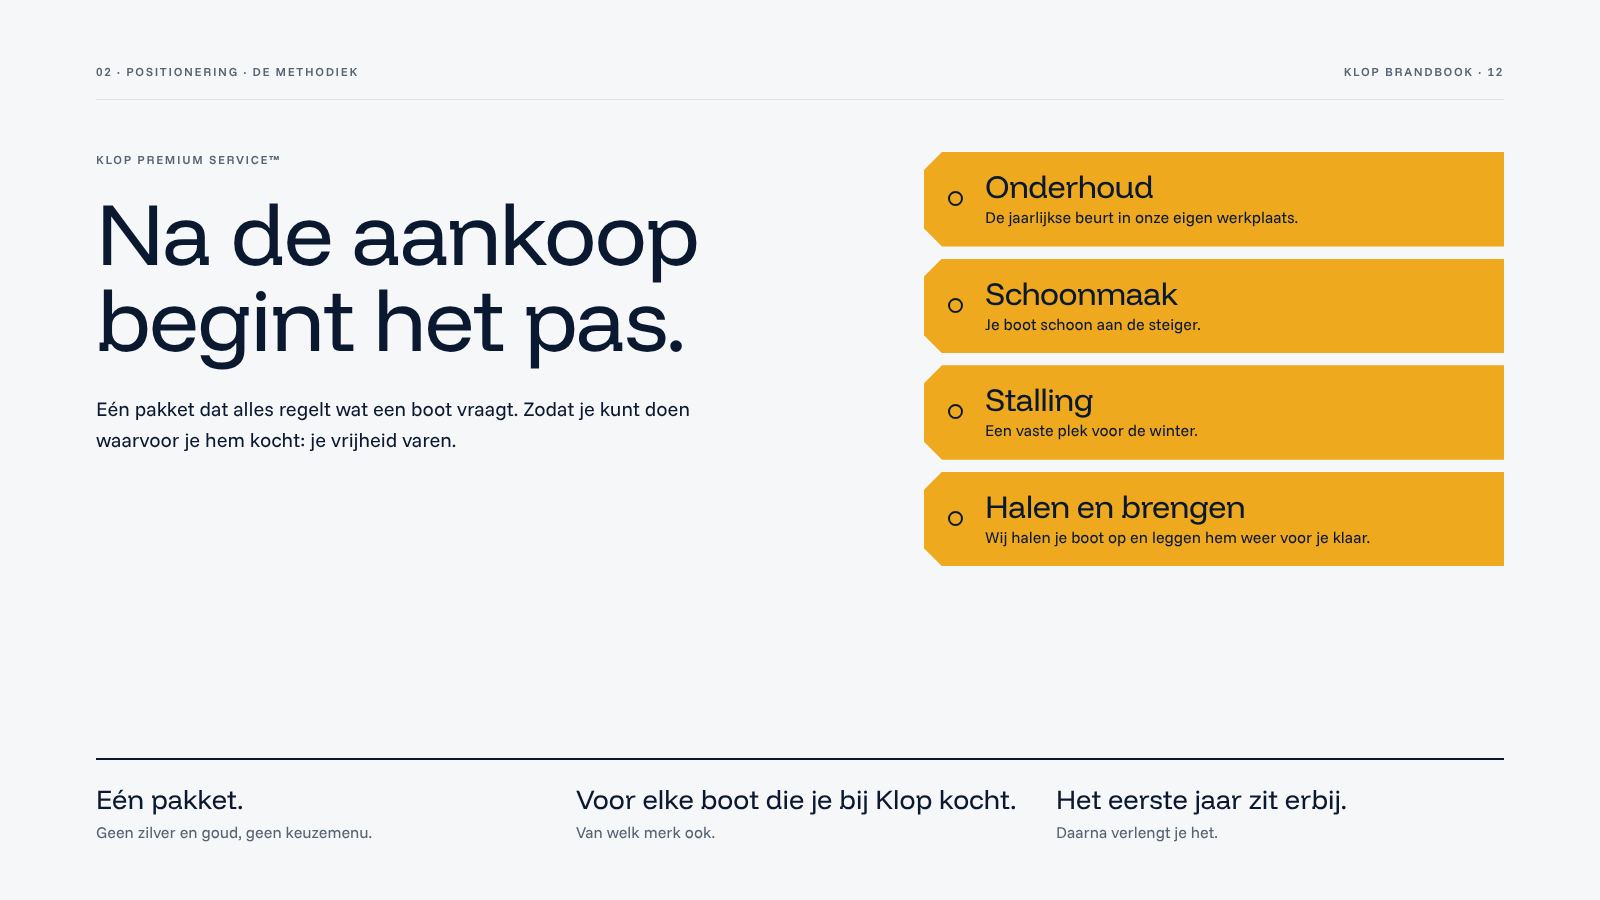 02 · POSITIONERING · DE METHODIEK
KLOP BRANDBOOK · 12
KLOP PREMIUM SERVICE™
Na de aankoop
begint het pas.
Eén pakket dat alles regelt wat een boot vraagt. Zodat je kunt doen
waarvoor je hem kocht: je vrijheid varen.
Onderhoud
De jaarlijkse beurt in onze eigen werkplaats.
Schoonmaak
Je boot schoon aan de steiger.
Stalling
Een vaste plek voor de winter.
Halen en brengen
Wij halen je boot op en leggen hem weer voor je klaar.
Eén pakket.
Geen zilver en goud, geen keuzemenu.
Voor elke boot die je bij Klop kocht.
Van welk merk ook.
Het eerste jaar zit erbij.
Daarna verlengt je het.